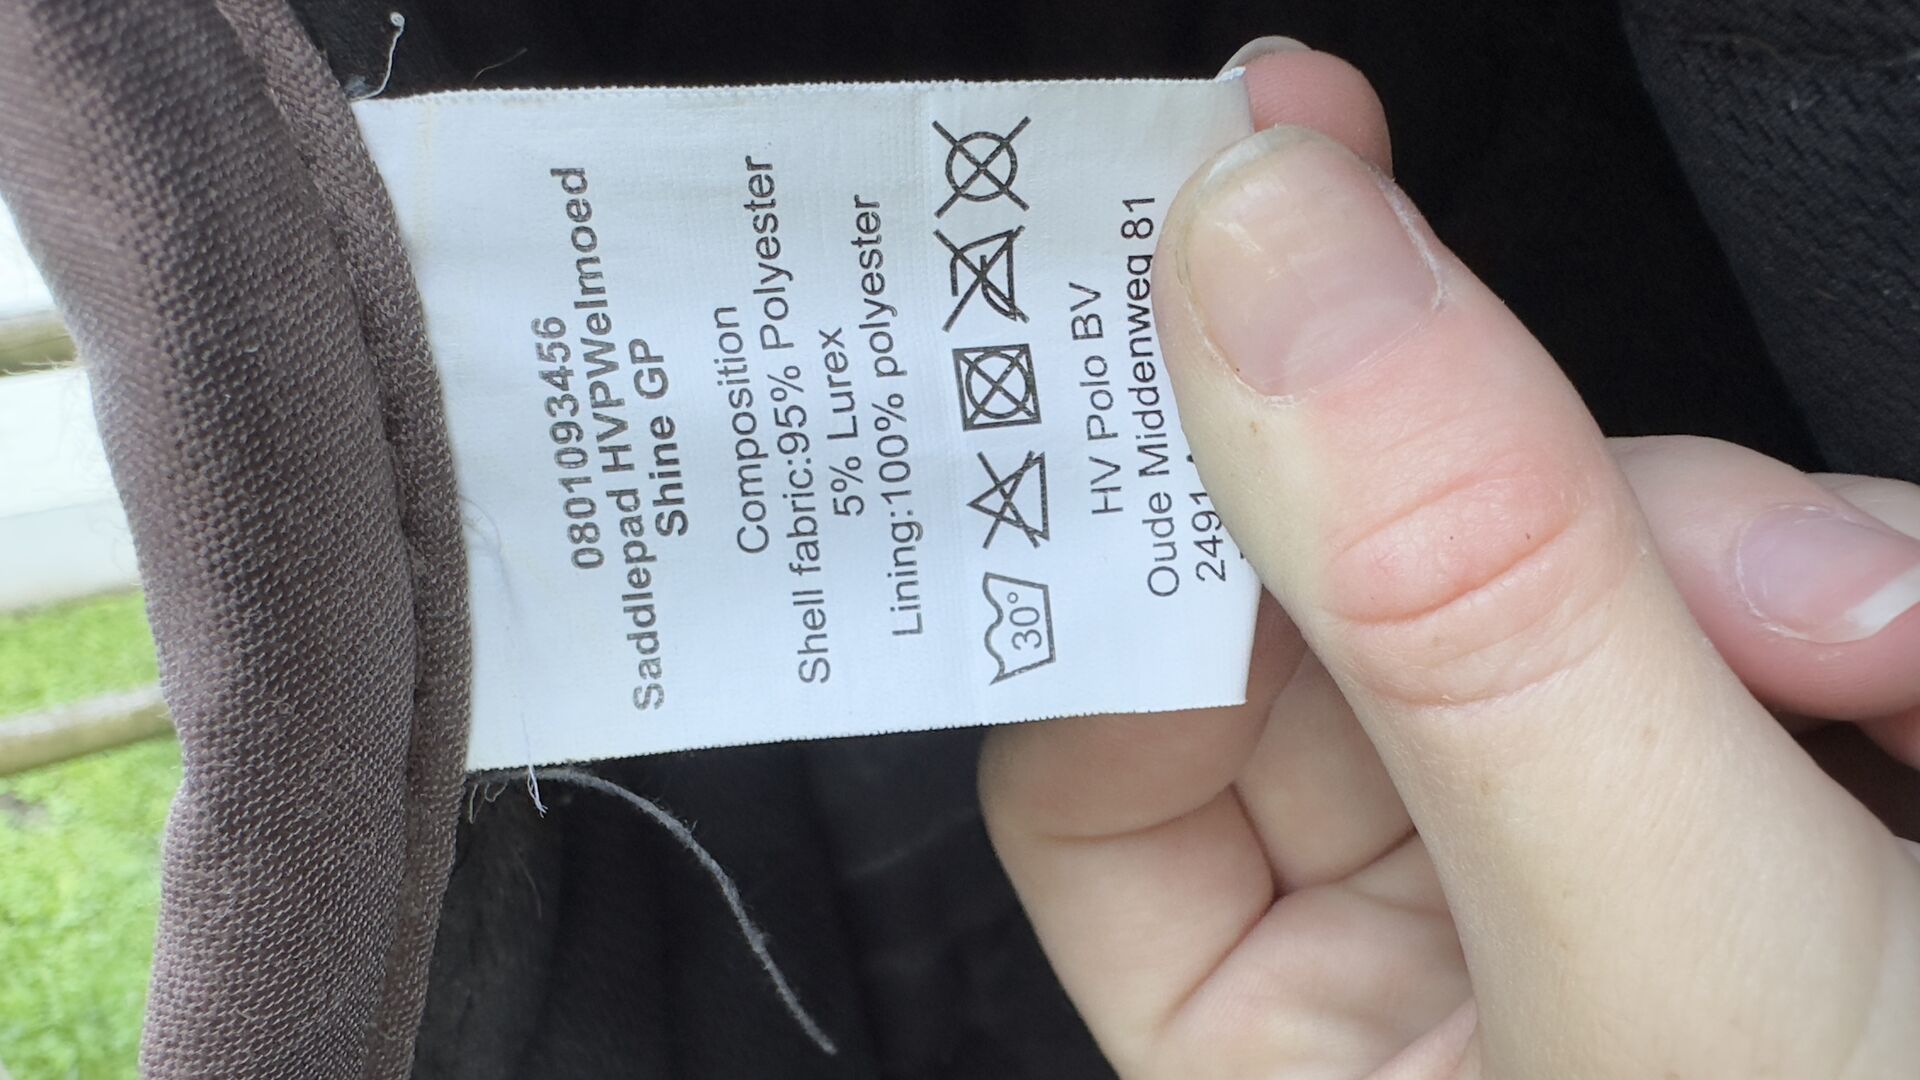 0801093456
Saddlepad HVPWelmoed
Shine GP
Composition
Shell fabric:95% Polyester
5% Lurex
Lining:100% polyester
30°
HV Polo BV
Oude Middenweg 81
2491